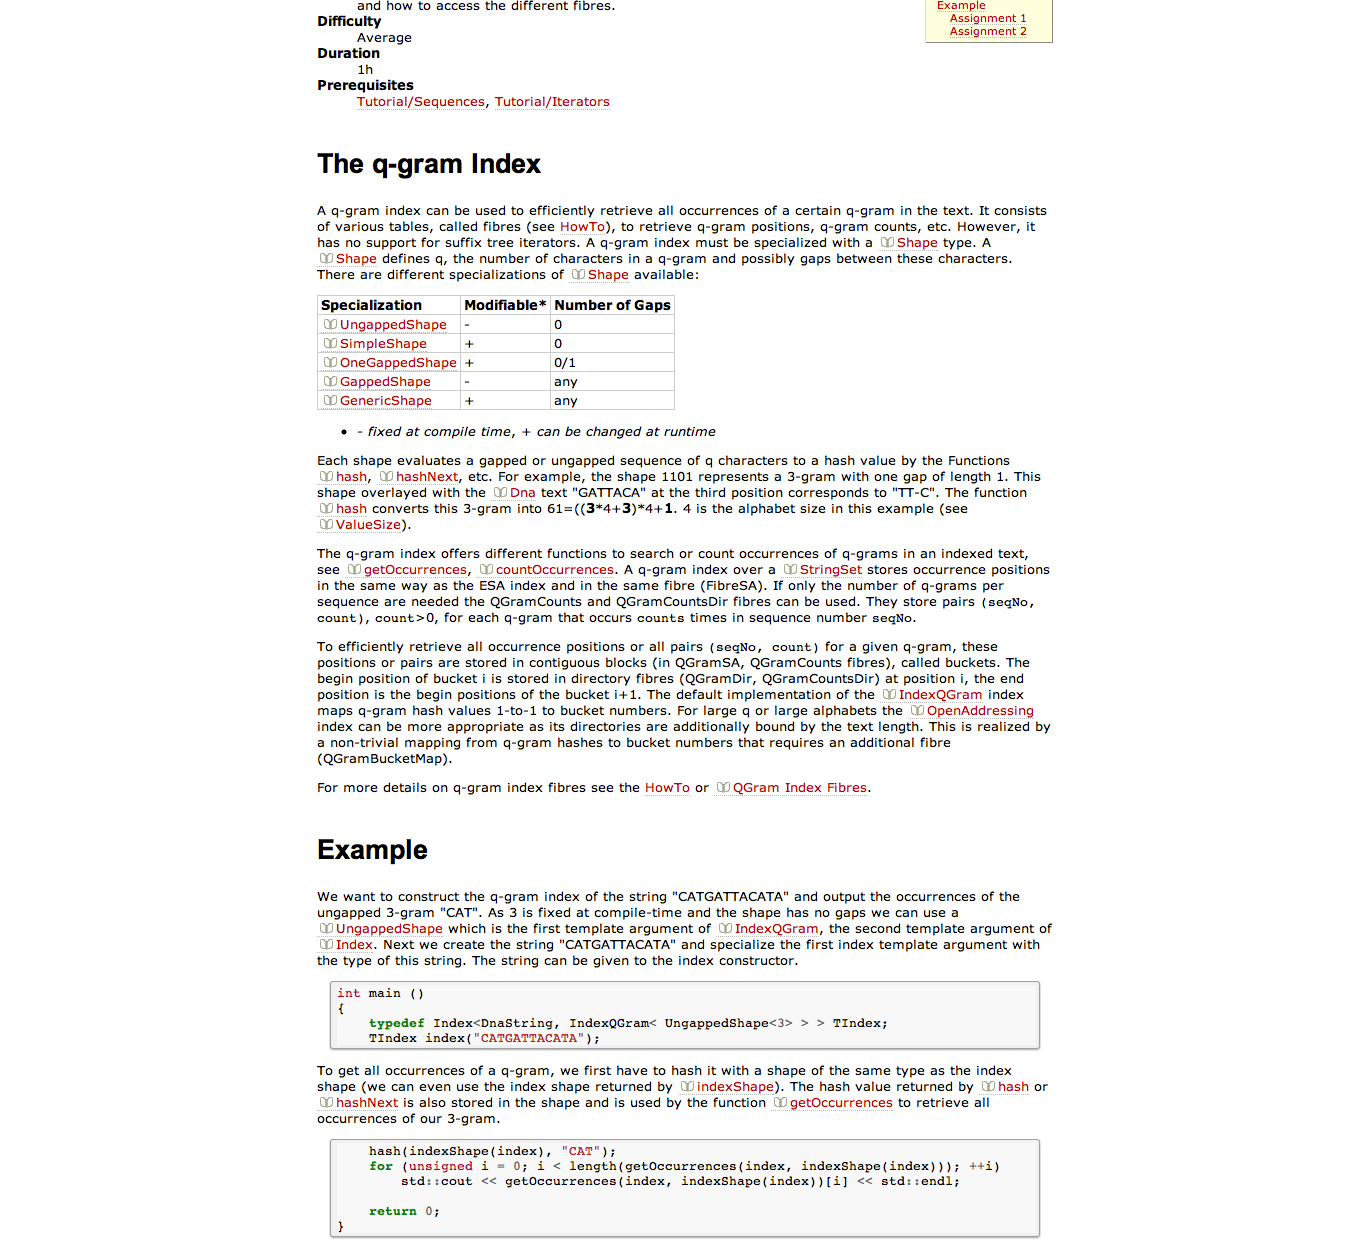 and how to access the different fibres.
Difficulty
Average
Duration
1h
Prerequisites
Tutorial/Sequences, Tutorial/Iterators
Example
Assignment 1
Assignment 2
The q-gram Index
A q-gram index can be used to efficiently retrieve all occurrences of a certain q-gram in the text. It consists
of various tables, called fibres (see HowTo), to retrieve q-gram positions, q-gram counts, etc. However, it
has no support for suffix tree iterators. A q-gram index must be specialized with a Shape type. A
Shape defines q, the number of characters in a q-gram and possibly gaps between these characters.
There are different specializations of Shape available:
Specialization Modifiable* Number of Gaps
UngappedShape - 0
SimpleShape + 0
OneGappedShape + 0/1
GappedShape - any
GenericShape + any
• - fixed at compile time, + can be changed at runtime
Each shape evaluates a gapped or ungapped sequence of q characters to a hash value by the Functions
hash, hashNext, etc. For example, the shape 1101 represents a 3-gram with one gap of length 1. This
shape overlayed with the Dna text "GATTACA" at the third position corresponds to "TT-C". The function
hash converts this 3-gram into 61=((3*4+3)*4+1. 4 is the alphabet size in this example (see
ValueSize).
The q-gram index offers different functions to search or count occurrences of q-grams in an indexed text,
see getOccurrences, countOccurrences. A q-gram index over a StringSet stores occurrence positions
in the same way as the ESA index and in the same fibre (FibreSA). If only the number of q-grams per
sequence are needed the QGramCounts and QGramCountsDir fibres can be used. They store pairs (seqNo,
count), count>0, for each q-gram that occurs counts times in sequence number seqNo.
To efficiently retrieve all occurrence positions or all pairs (seqNo, count) for a given q-gram, these
positions or pairs are stored in contiguous blocks (in QGramSA, QGramCounts fibres), called buckets. The
begin position of bucket i is stored in directory fibres (QGramDir, QGramCountsDir) at position i, the end
position is the begin positions of the bucket i+1. The default implementation of the IndexQGram index
maps q-gram hash values 1-to-1 to bucket numbers. For large q or large alphabets the OpenAddressing
index can be more appropriate as its directories are additionally bound by the text length. This is realized by
a non-trivial mapping from q-gram hashes to bucket numbers that requires an additional fibre
(QGramBucketMap).
For more details on q-gram index fibres see the HowTo or QGram Index Fibres.
Example
We want to construct the q-gram index of the string "CATGATTACATA" and output the occurrences of the
ungapped 3-gram "CAT". As 3 is fixed at compile-time and the shape has no gaps we can use a
UngappedShape which is the first template argument of IndexQGram, the second template argument of
Index. Next we create the string "CATGATTACATA" and specialize the first index template argument with
the type of this string. The string can be given to the index constructor.
int main ()
{
typedef Index<DnaString, IndexQGram< UngappedShape<3> > > TIndex;
TIndex index("CATGATTACATA");
To get all occurrences of a q-gram, we first have to hash it with a shape of the same type as the index
shape (we can even use the index shape returned by indexShape). The hash value returned by hash or
hashNext is also stored in the shape and is used by the function getOccurrences to retrieve all
occurrences of our 3-gram.
hash(indexShape(index), "CAT");
for (unsigned i = 0; i < length(getOccurrences(index, indexShape(index))); ++i)
std::cout << getOccurrences(index, indexShape(index))[i] << std::endl;
return 0;
}